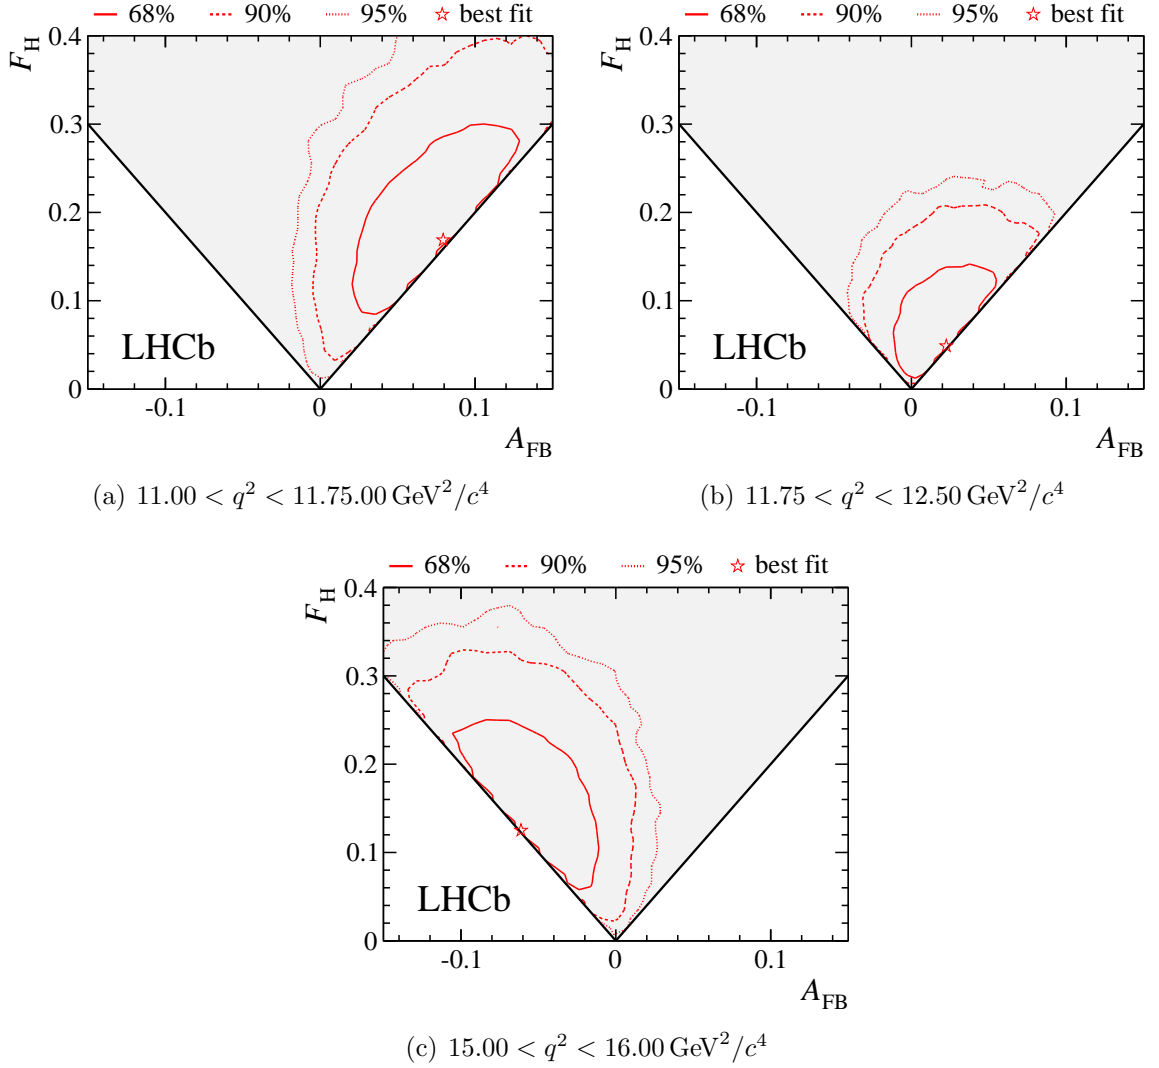 68% 90% 95% best fit
F_H
0.4
0.3
0.2
0.1
0
LHCb
-0.1 0 0.1
A_FB
(a) 11.00 < q² < 11.75.00 GeV²/c⁴
68% 90% 95% best fit
F_H
0.4
0.3
0.2
0.1
0
LHCb
-0.1 0 0.1
A_FB
(b) 11.75 < q² < 12.50 GeV²/c⁴
68% 90% 95% best fit
F_H
0.4
0.3
0.2
0.1
0
LHCb
-0.1 0 0.1
A_FB
(c) 15.00 < q² < 16.00 GeV²/c⁴